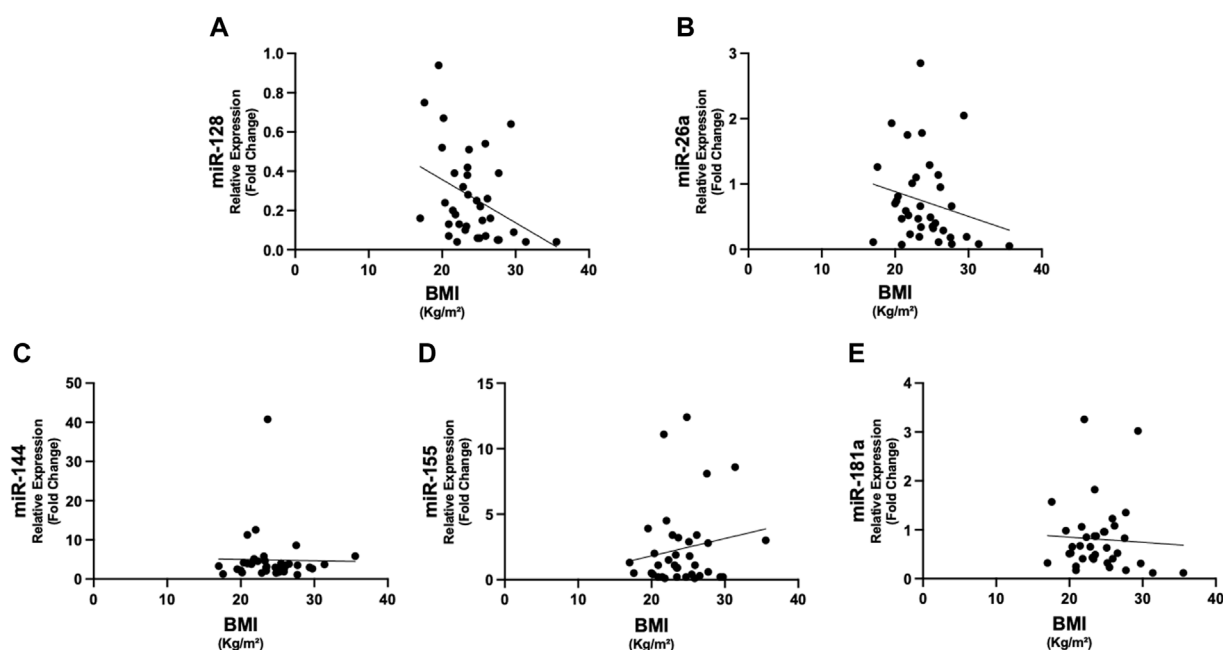 A
miR-128
Relative Expression
(Fold Change)
1.0
0.8
0.6
0.4
0.2
0.0
0 10 20 30 40
BMI
(Kg/m²)
B
miR-26a
Relative Expression
(Fold Change)
3
2
1
0
0 10 20 30 40
BMI
(Kg/m²)
C
miR-144
Relative Expression
(Fold Change)
50
40
30
20
10
0
0 10 20 30 40
BMI
(Kg/m²)
D
miR-155
Relative Expression
(Fold Change)
15
10
5
0
0 10 20 30 40
BMI
(Kg/m²)
E
miR-181a
Relative Expression
(Fold Change)
4
3
2
1
0
0 10 20 30 40
BMI
(Kg/m²)